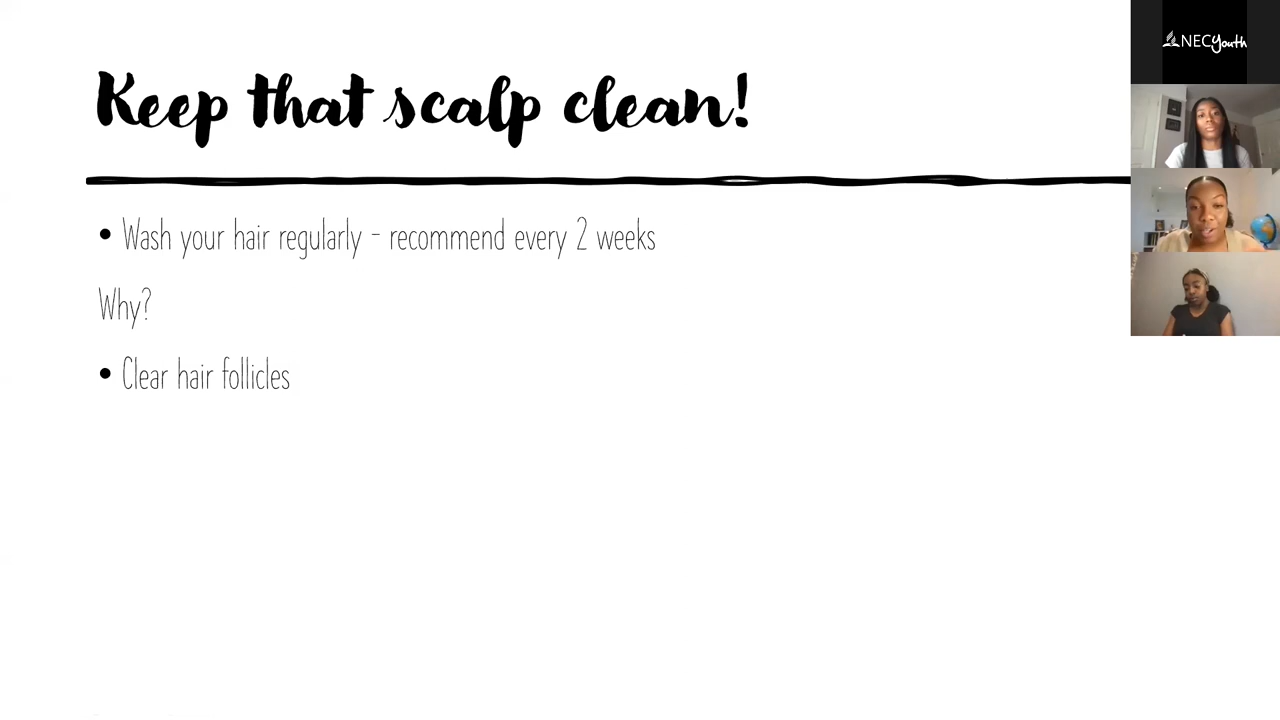 Keep that scalp clean!
• Wash your hair regularly - recommend every 2 weeks
Why?
• Clear hair follicles
NECYouth